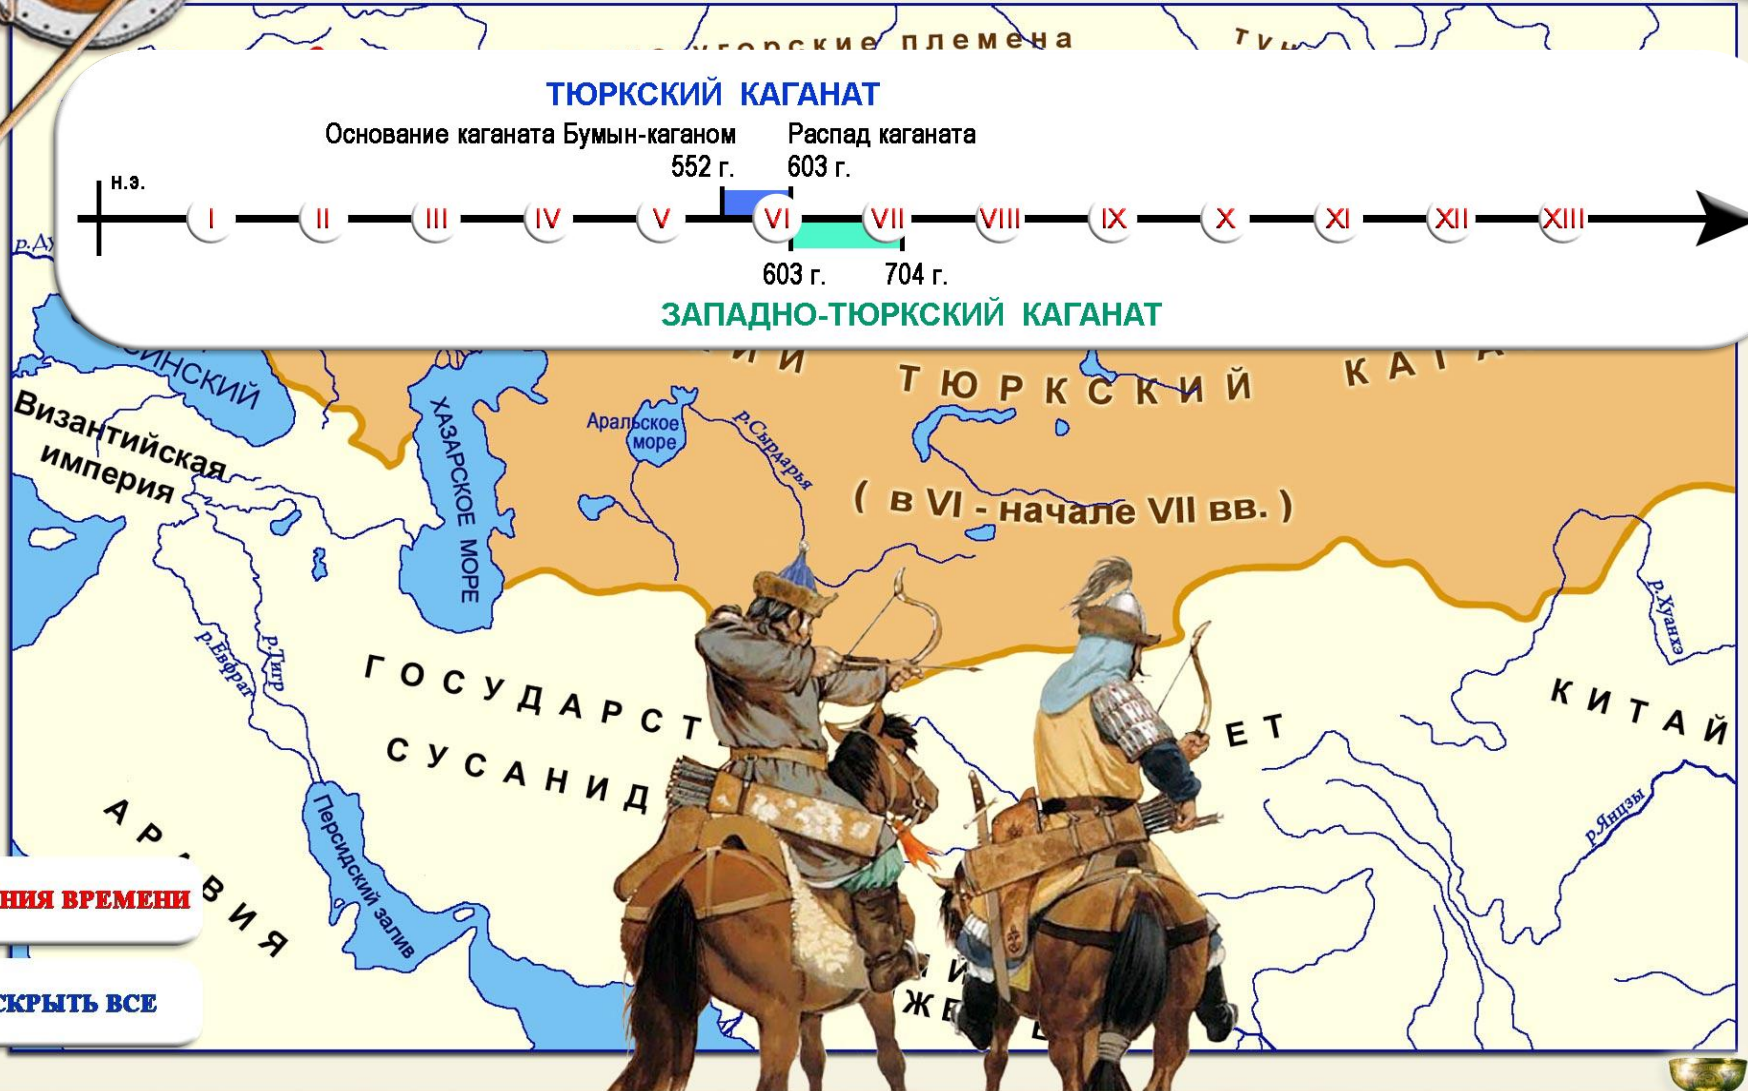 угорские племена
ТЮРКСКИЙ КАГАНАТ
Основание каганата Бумын-каганом
552 г.
Распад каганата
603 г.
н.э.
I II III IV V VI VII VIII IX X XI XII XIII
603 г. 704 г.
ЗАПАДНО-ТЮРКСКИЙ КАГАНАТ
ТЮРКСКИЙ
( в VI - начале VII вв. )
Византийская
империя
ХАЗАРСКОЕ МОРЕ
Аральское
море
р.Сырдарья
р.Евфрат
р.Тигр
ГОСУДАРСТ
СУСАНИД
ЕТ
р.Хуанхэ
КИТАЙ
р.Янцзы
АРАВИЯ
Персидский залив
НИЯ ВРЕМЕНИ
СКРЫТЬ ВСЕ